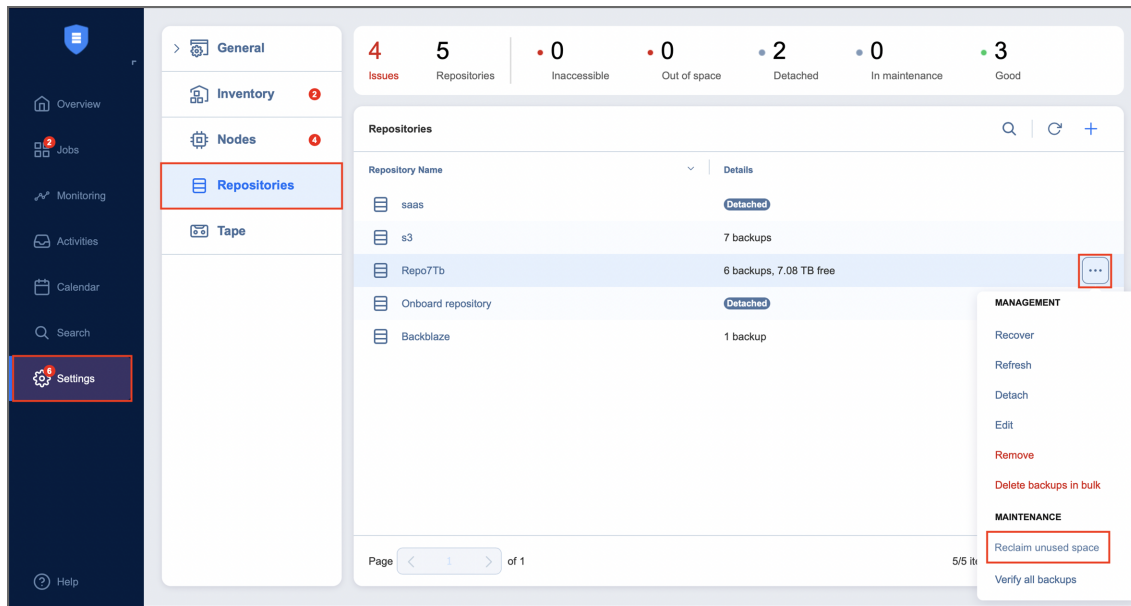 Overview
2
Jobs
Monitoring
Activities
Calendar
Search
6
Settings
Help
General
Inventory 2
Nodes 4
Repositories
Tape
4 5 0 0 2 0 3
Issues Repositories Inaccessible Out of space Detached In maintenance Good
Repositories
Repository Name Details
saas Detached
s3 7 backups
Repo7Tb 6 backups, 7.08 TB free ...
Onboard repository Detached
Backblaze 1 backup
MANAGEMENT
Recover
Refresh
Detach
Edit
Remove
Delete backups in bulk
MAINTENANCE
Reclaim unused space
Verify all backups
Page 1 of 1 5/5